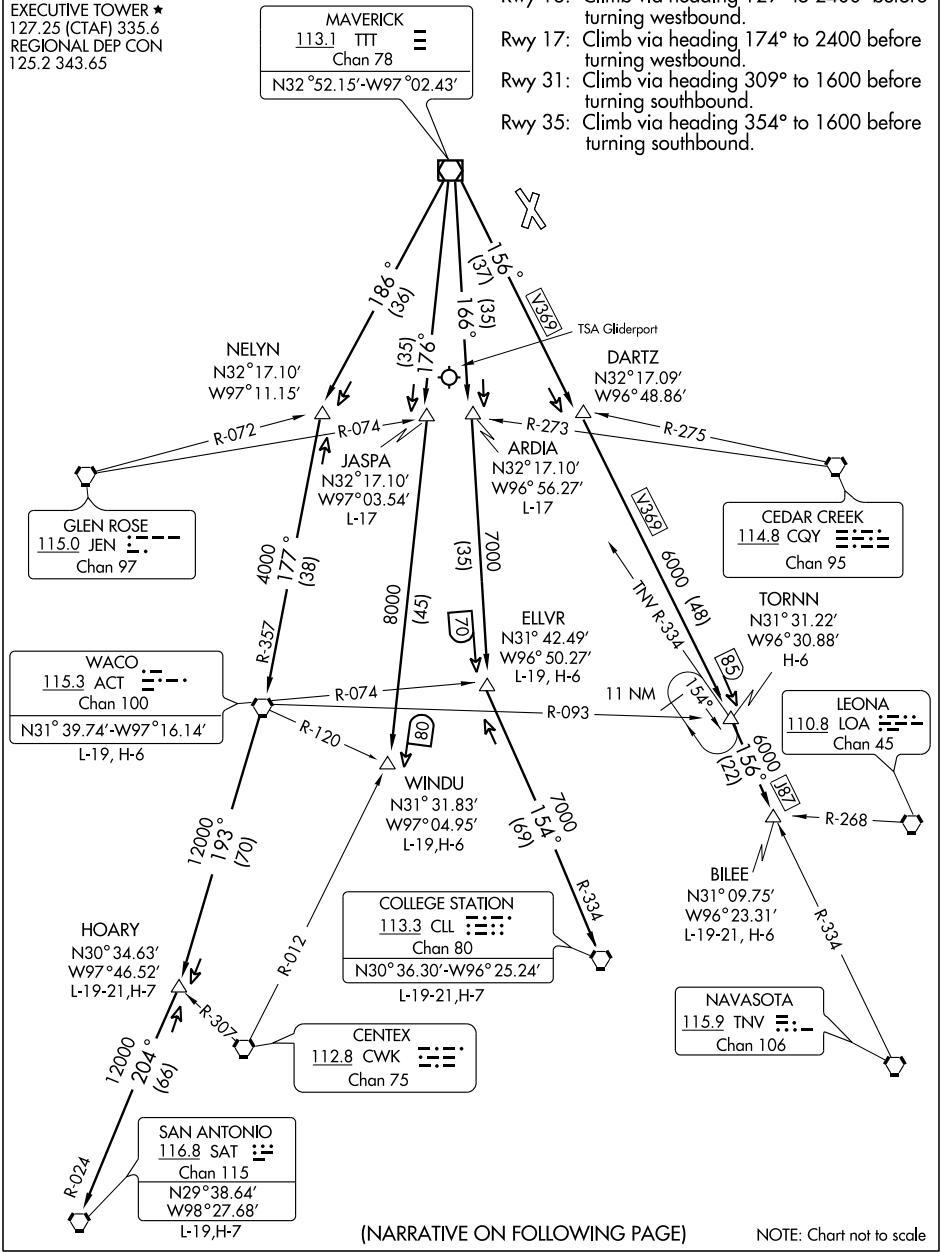 EXECUTIVE TOWER ★
127.25 (CTAF) 335.6
REGIONAL DEP CON
125.2 343.65
MAVERICK
113.1 TTT
Chan 78
N32°52.15'-W97°02.43'
turning westbound.
Rwy 17: Climb via heading 174° to 2400 before
turning westbound.
Rwy 31: Climb via heading 309° to 1600 before
turning southbound.
Rwy 35: Climb via heading 354° to 1600 before
turning southbound.
186°
(36)
(35)
176°
(35)
166°
156°
(37)
V369
TSA Gliderport
NELYN
N32°17.10'
W97°11.15'
DARTZ
N32°17.09'
W96°48.86'
R-072
R-074
R-273
R-275
JASPA
N32°17.10'
W97°03.54'
L-17
ARDIA
N32°17.10'
W96°56.27'
L-17
GLEN ROSE
115.0 JEN
Chan 97
CEDAR CREEK
114.8 CQY
Chan 95
4000
177°
(38)
R-357
8000
(45)
7000
(35)
V369
6000 (48)
TNV R-334
TORNN
N31°31.22'
W96°30.88'
H-6
ELLVR
N31°42.49'
W96°50.27'
L-19, H-6
70
85
WACO
115.3 ACT
Chan 100
N31°39.74'-W97°16.14'
L-19, H-6
R-074
R-093
R-120
11 NM
154°
(22)
6000
156°
J87
LEONA
110.8 LOA
Chan 45
R-268
80
WINDU
N31°31.83'
W97°04.95'
L-19,H-6
12000
193°
(70)
7000
154°
(69)
R-334
BILEE
N31°09.75'
W96°23.31'
L-19-21, H-6
R-334
HOARY
N30°34.63'
W97°46.52'
L-19-21,H-7
R-012
COLLEGE STATION
113.3 CLL
Chan 80
N30°36.30'-W96°25.24'
L-19-21,H-7
R-307
CENTEX
112.8 CWK
Chan 75
NAVASOTA
115.9 TNV
Chan 106
12000
204°
(66)
R-024
SAN ANTONIO
116.8 SAT
Chan 115
N29°38.64'
W98°27.68'
L-19,H-7
(NARRATIVE ON FOLLOWING PAGE)
NOTE: Chart not to scale